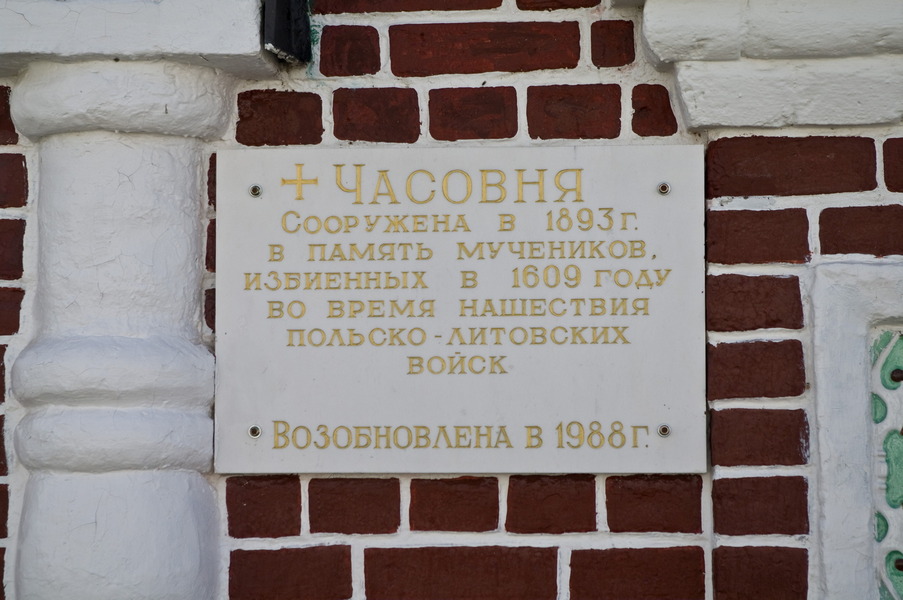 + Часовня
Сооружена в 1893 г.
в память мучеников,
избиенных в 1609 году
во время нашествия
польско-литовских
войск
Возобновлена в 1988 г.